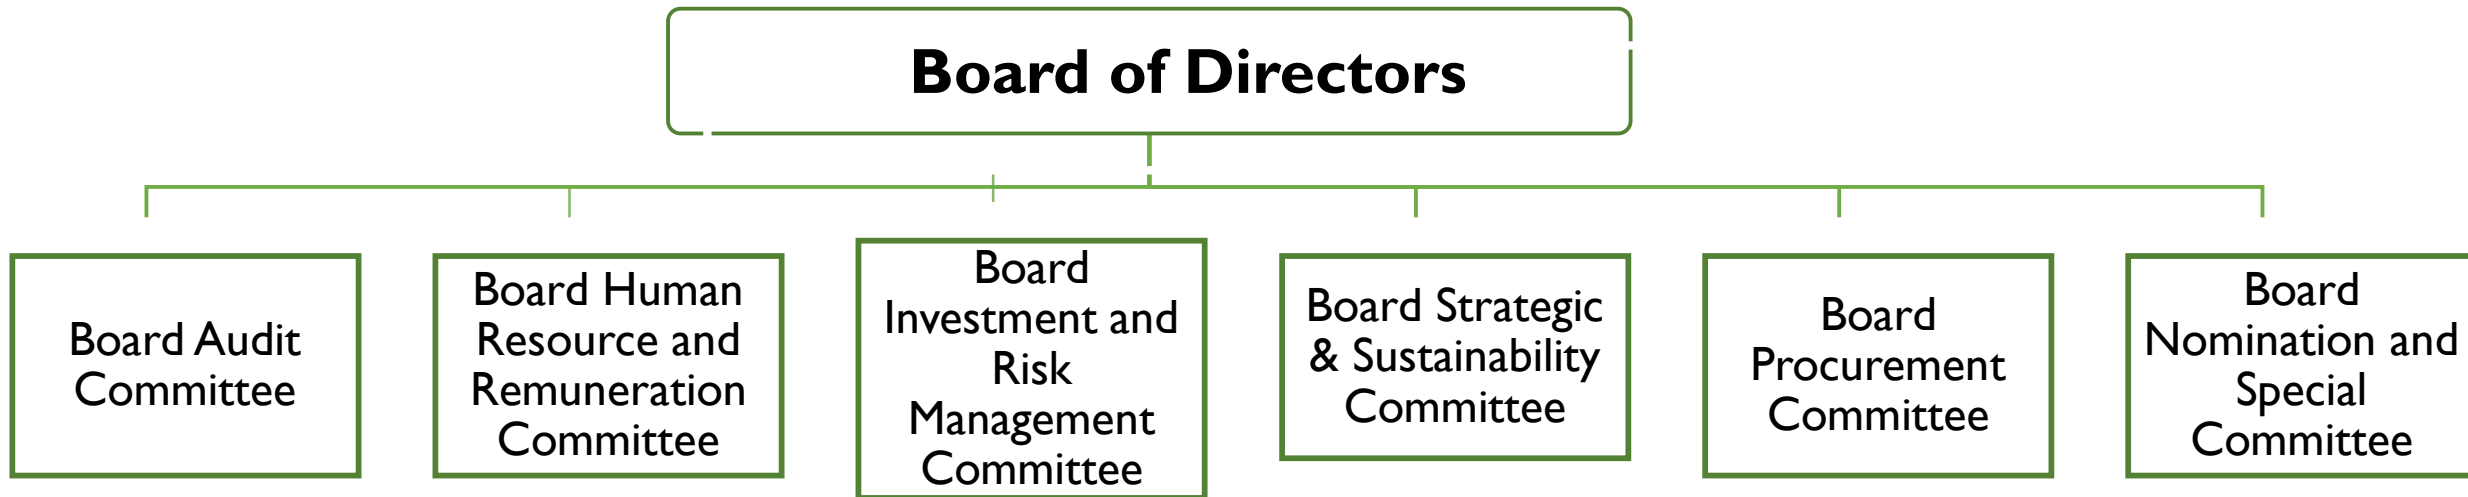 Board of Directors
Board Audit
Committee
Board Human
Resource and
Remuneration
Committee
Board
Investment and
Risk
Management
Committee
Board Strategic
& Sustainability
Committee
Board
Procurement
Committee
Board
Nomination and
Special
Committee